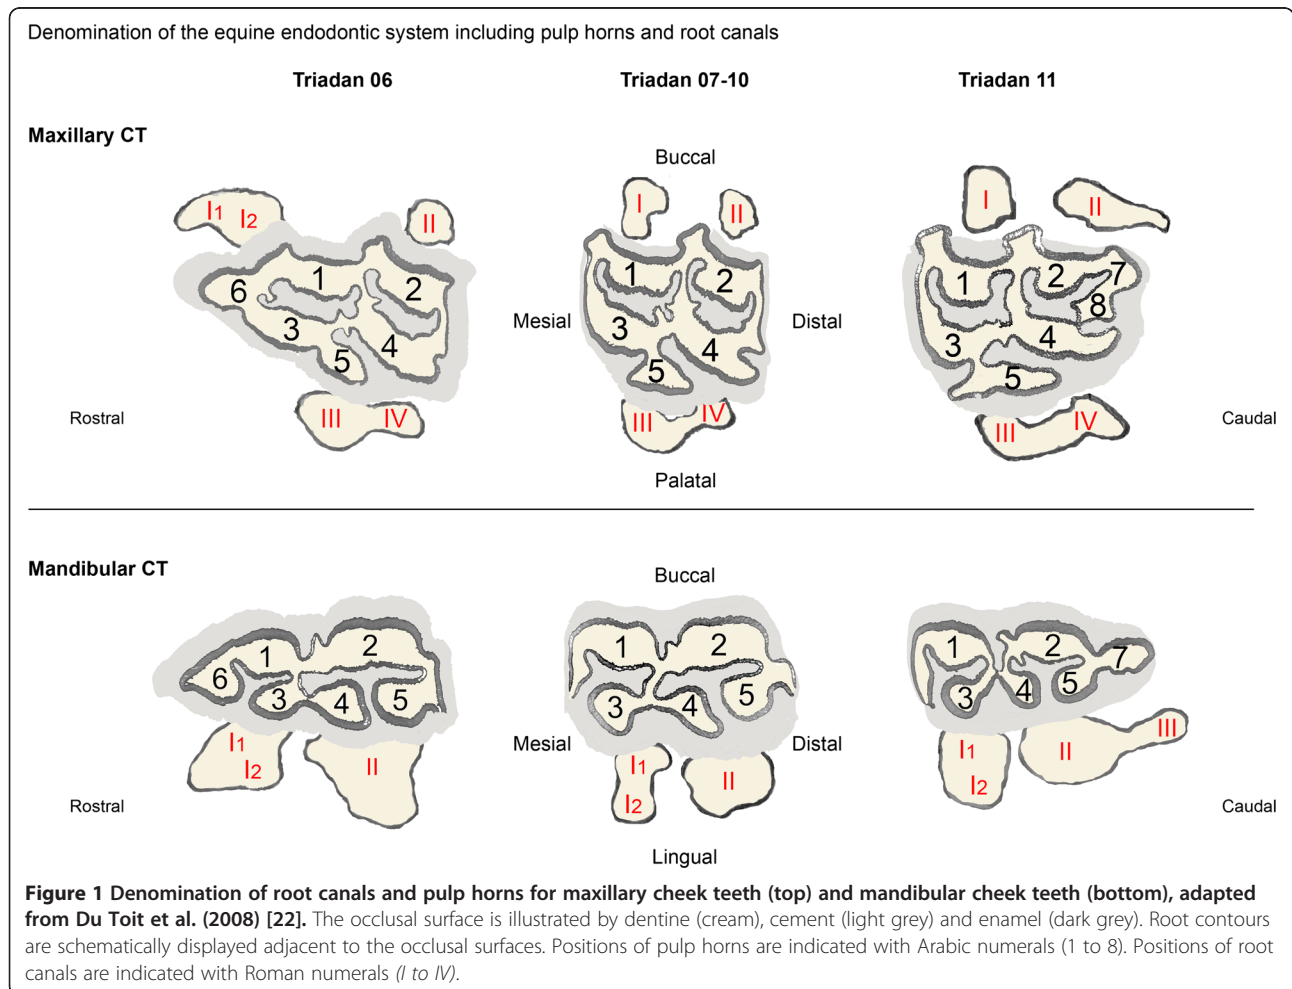 Denomination of the equine endodontic system including pulp horns and root canals
Triadan 06 Triadan 07-10 Triadan 11
Maxillary CT
Buccal
I1 I2 II I II I II
6 1 2 3 4 5
1 2 3 4 5
1 2 7 8 3 4 5
Mesial Distal
Rostral Caudal
III IV III IV III IV
Palatal
Mandibular CT
Buccal
6 1 2 3 4 5
1 2 3 4 5
1 2 7 3 4 5
Mesial Distal
I1 I2 II I1 I2 II I1 I2 II III
Rostral Caudal
Lingual
Figure 1 Denomination of root canals and pulp horns for maxillary cheek teeth (top) and mandibular cheek teeth (bottom), adapted
from Du Toit et al. (2008) [22]. The occlusal surface is illustrated by dentine (cream), cement (light grey) and enamel (dark grey). Root contours
are schematically displayed adjacent to the occlusal surfaces. Positions of pulp horns are indicated with Arabic numerals (1 to 8). Positions of root
canals are indicated with Roman numerals (I to IV).